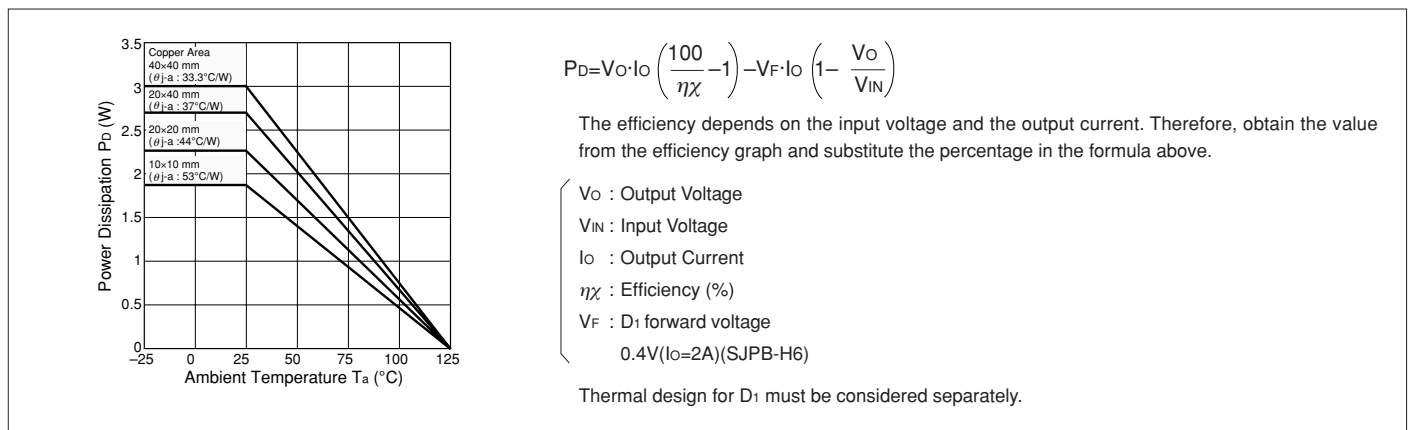 3.5
3
2.5
2
1.5
1
0.5
0
Power Dissipation PD (W)
Copper Area
40×40 mm
(θj-a : 33.3°C/W)
20×40 mm
(θj-a : 37°C/W)
20×20 mm
(θj-a :44°C/W)
10×10 mm
(θj-a : 53°C/W)
–25 0 25 50 75 100 125
Ambient Temperature Ta (°C)
PD=VO·IO (100/ηχ –1) –VF·IO (1– VO/VIN)
The efficiency depends on the input voltage and the output current. Therefore, obtain the value
from the efficiency graph and substitute the percentage in the formula above.
VO : Output Voltage
VIN : Input Voltage
IO : Output Current
ηχ : Efficiency (%)
VF : D1 forward voltage
0.4V(IO=2A)(SJPB-H6)
Thermal design for D1 must be considered separately.